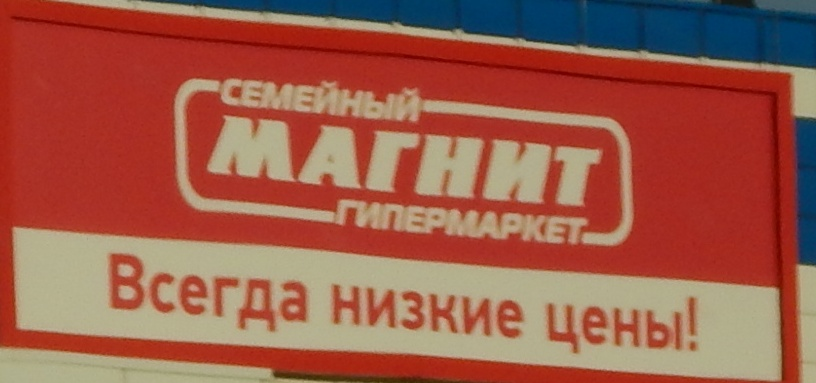 СЕМЕЙНЫЙ
МАГНИТ
ГИПЕРМАРКЕТ
Всегда низкие цены!